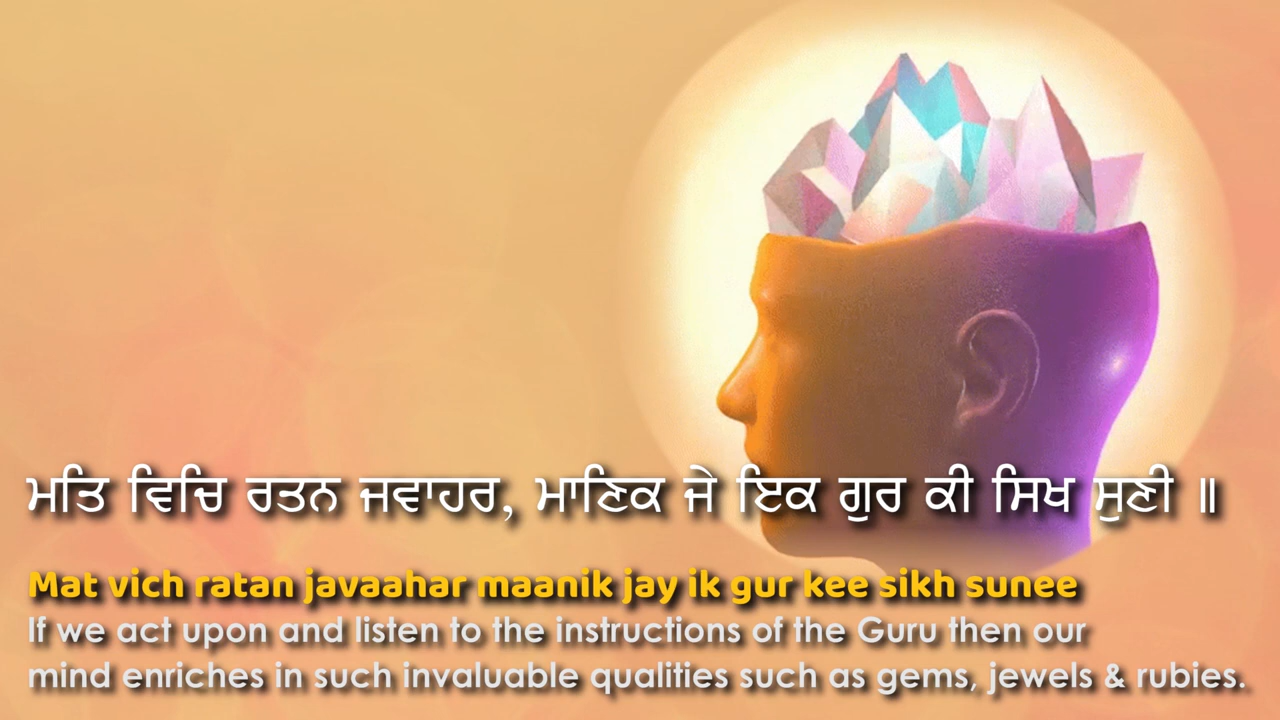 ਮਤਿ ਵਿਚਿ ਰਤਨ ਜਵਾਹਰ, ਮਾਣਿਕ ਜੇ ਇਕ ਗੁਰ ਕੀ ਸਿਖ ਸੁਣੀ ॥
Mat vich ratan javaahar maanik jay ik gur kee sikh sunee
If we act upon and listen to the instructions of the Guru then our
mind enriches in such invaluable qualities such as gems, jewels & rubies.